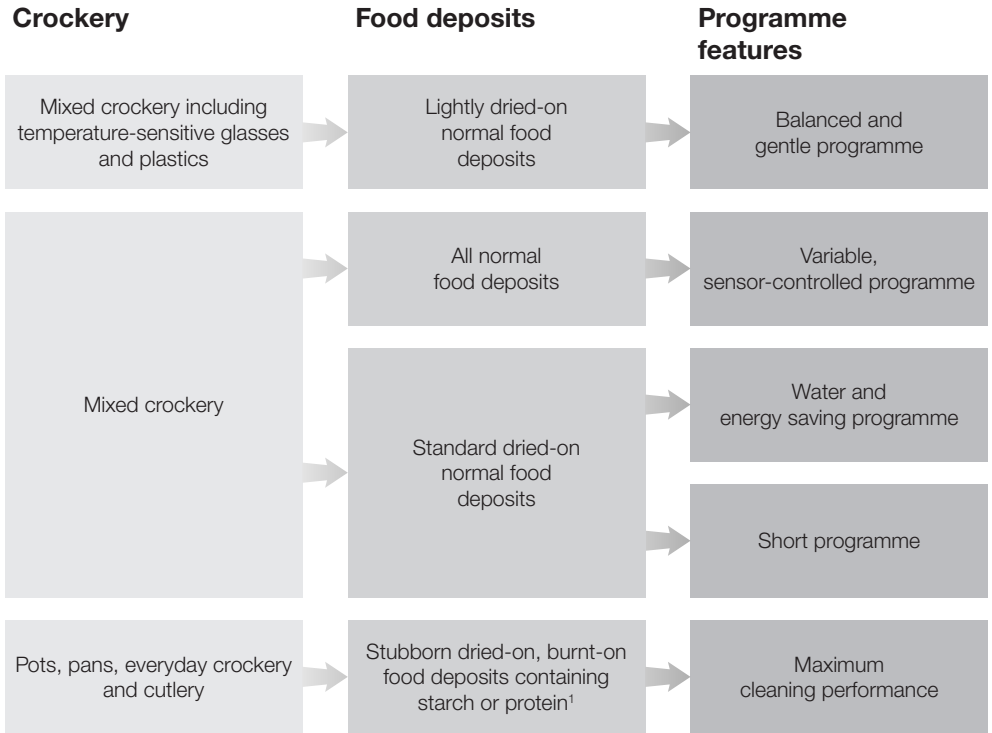 Crockery
Food deposits
Programme
features
Mixed crockery including
temperature-sensitive glasses
and plastics
Lightly dried-on
normal food
deposits
Balanced and
gentle programme
Mixed crockery
All normal
food deposits
Variable,
sensor-controlled programme
Standard dried-on
normal food
deposits
Water and
energy saving programme
Short programme
Pots, pans, everyday crockery
and cutlery
Stubborn dried-on, burnt-on
food deposits containing
starch or protein¹
Maximum
cleaning performance